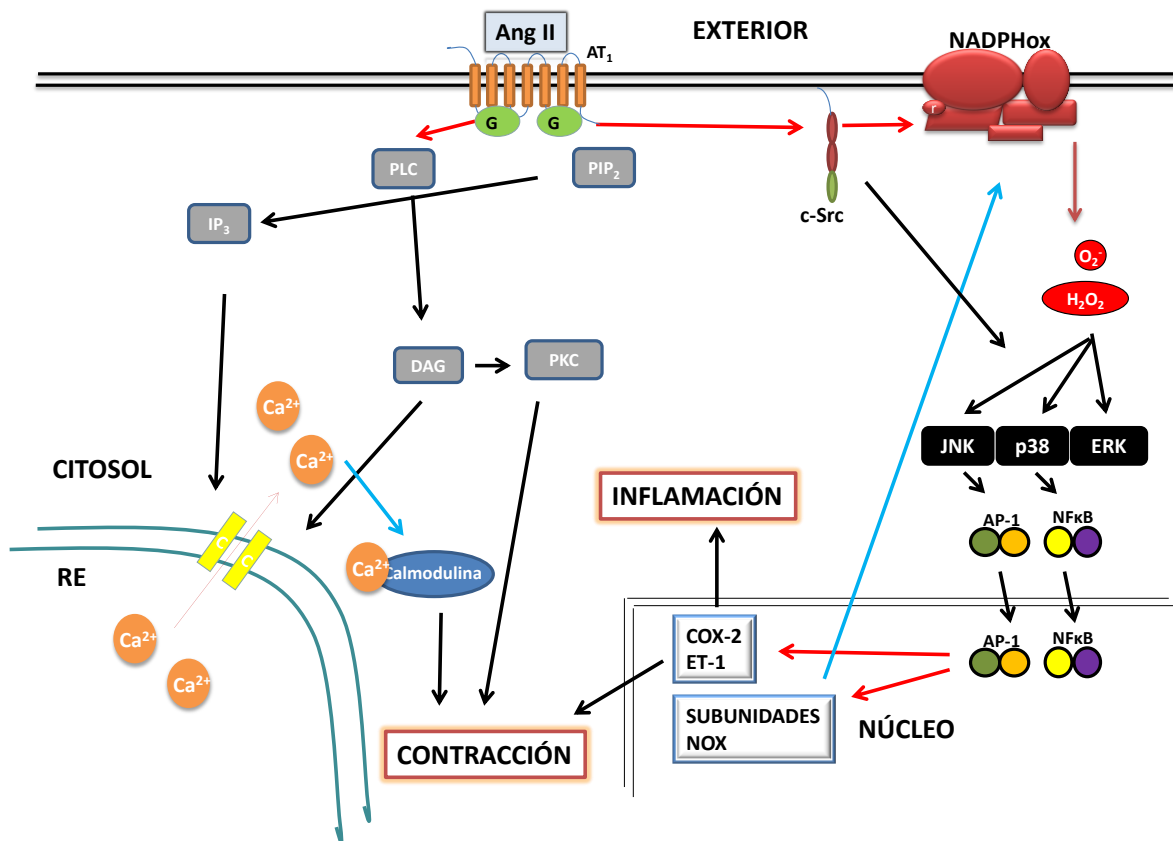 Ang II
EXTERIOR
NADPHox
AT₁
r
G
G
PLC
PIP₂
c-Src
IP₃
O₂⁻
H₂O₂
DAG
PKC
Ca²⁺
Ca²⁺
CITOSOL
JNK
p38
ERK
INFLAMACIÓN
C
C
AP-1
NFκB
RE
Ca²⁺
Calmodulina
Ca²⁺
Ca²⁺
COX-2
ET-1
AP-1
NFκB
SUBUNIDADES
NOX
NÚCLEO
CONTRACCIÓN